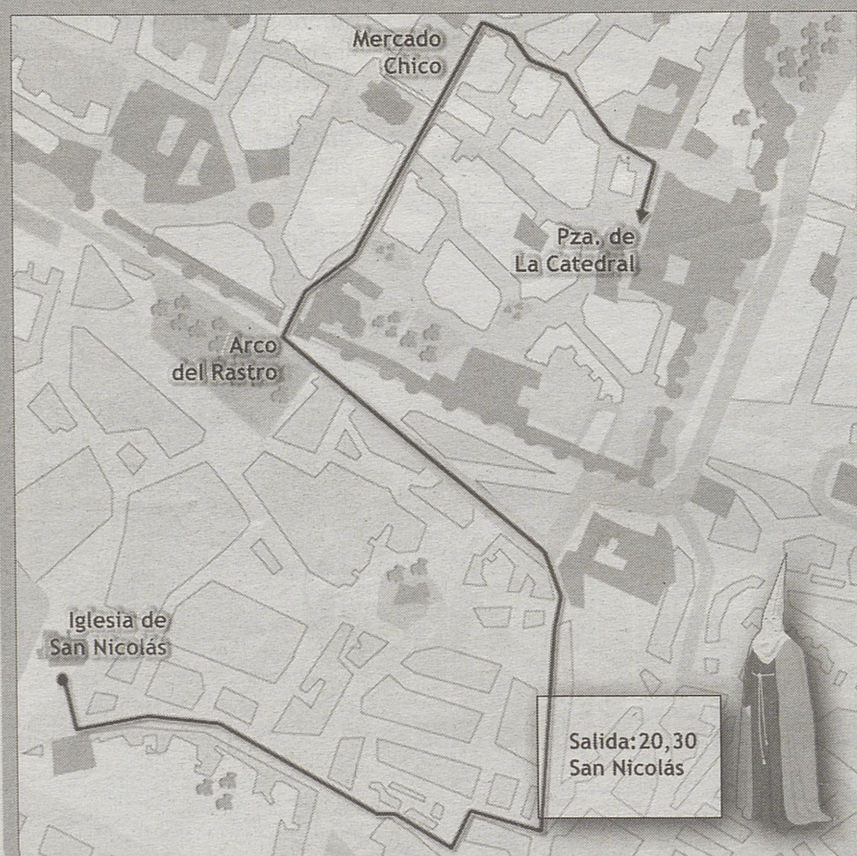 Mercado
Chico
Pza. de
La Catedral
Arco
del Rastro
Iglesia de
San Nicolás
Salida:20,30
San Nicolás